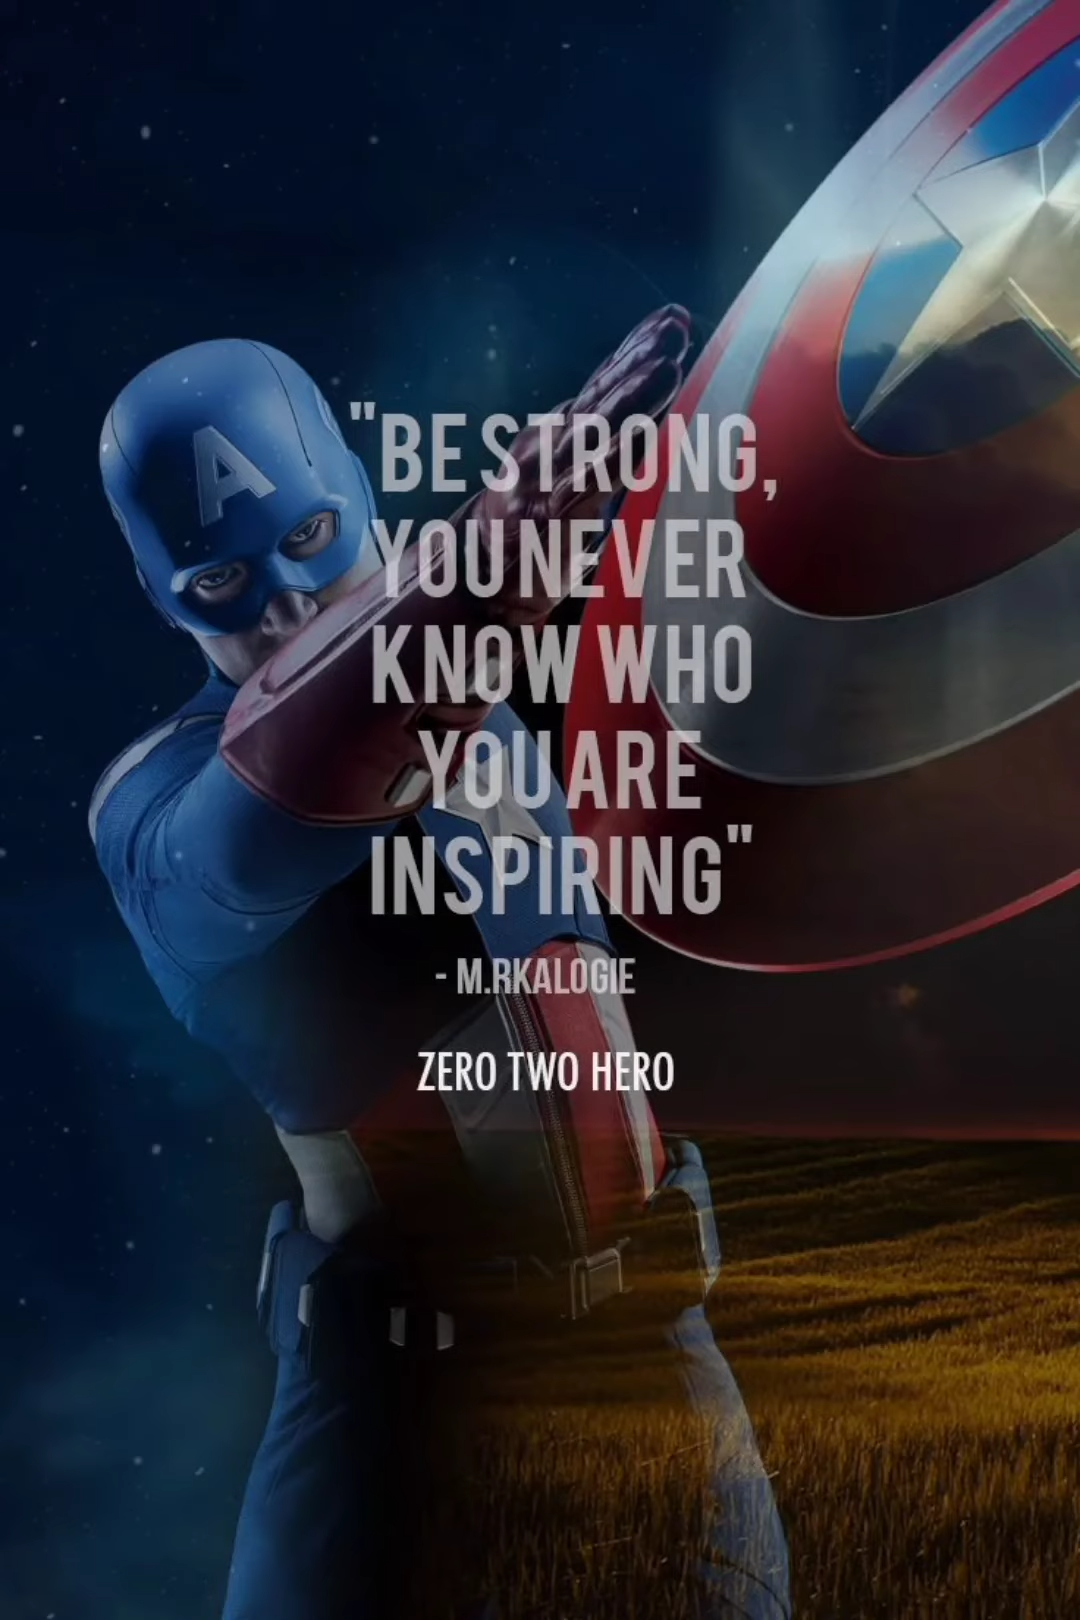 "BE STRONG,
YOU NEVER
KNOW WHO
YOU ARE
INSPIRING"
- M.RKALOGIE
ZERO TWO HERO
A